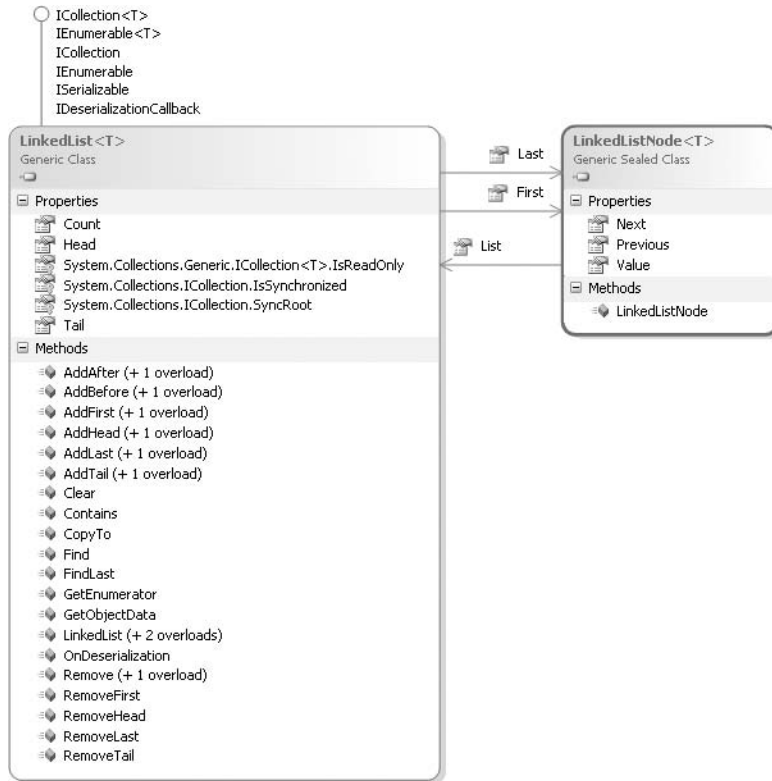 ICollection<T>
IEnumerable<T>
ICollection
IEnumerable
ISerializable
IDeserializationCallback
LinkedList<T>
Generic Class
Properties
Count
Head
System.Collections.Generic.ICollection<T>.IsReadOnly
System.Collections.ICollection.IsSynchronized
System.Collections.ICollection.SyncRoot
Tail
Methods
AddAfter (+ 1 overload)
AddBefore (+ 1 overload)
AddFirst (+ 1 overload)
AddHead (+ 1 overload)
AddLast (+ 1 overload)
AddTail (+ 1 overload)
Clear
Contains
CopyTo
Find
FindLast
GetEnumerator
GetObjectData
LinkedList (+ 2 overloads)
OnDeserialization
Remove (+ 1 overload)
RemoveFirst
RemoveHead
RemoveLast
RemoveTail
Last
First
List
LinkedListNode<T>
Generic Sealed Class
Properties
Next
Previous
Value
Methods
LinkedListNode